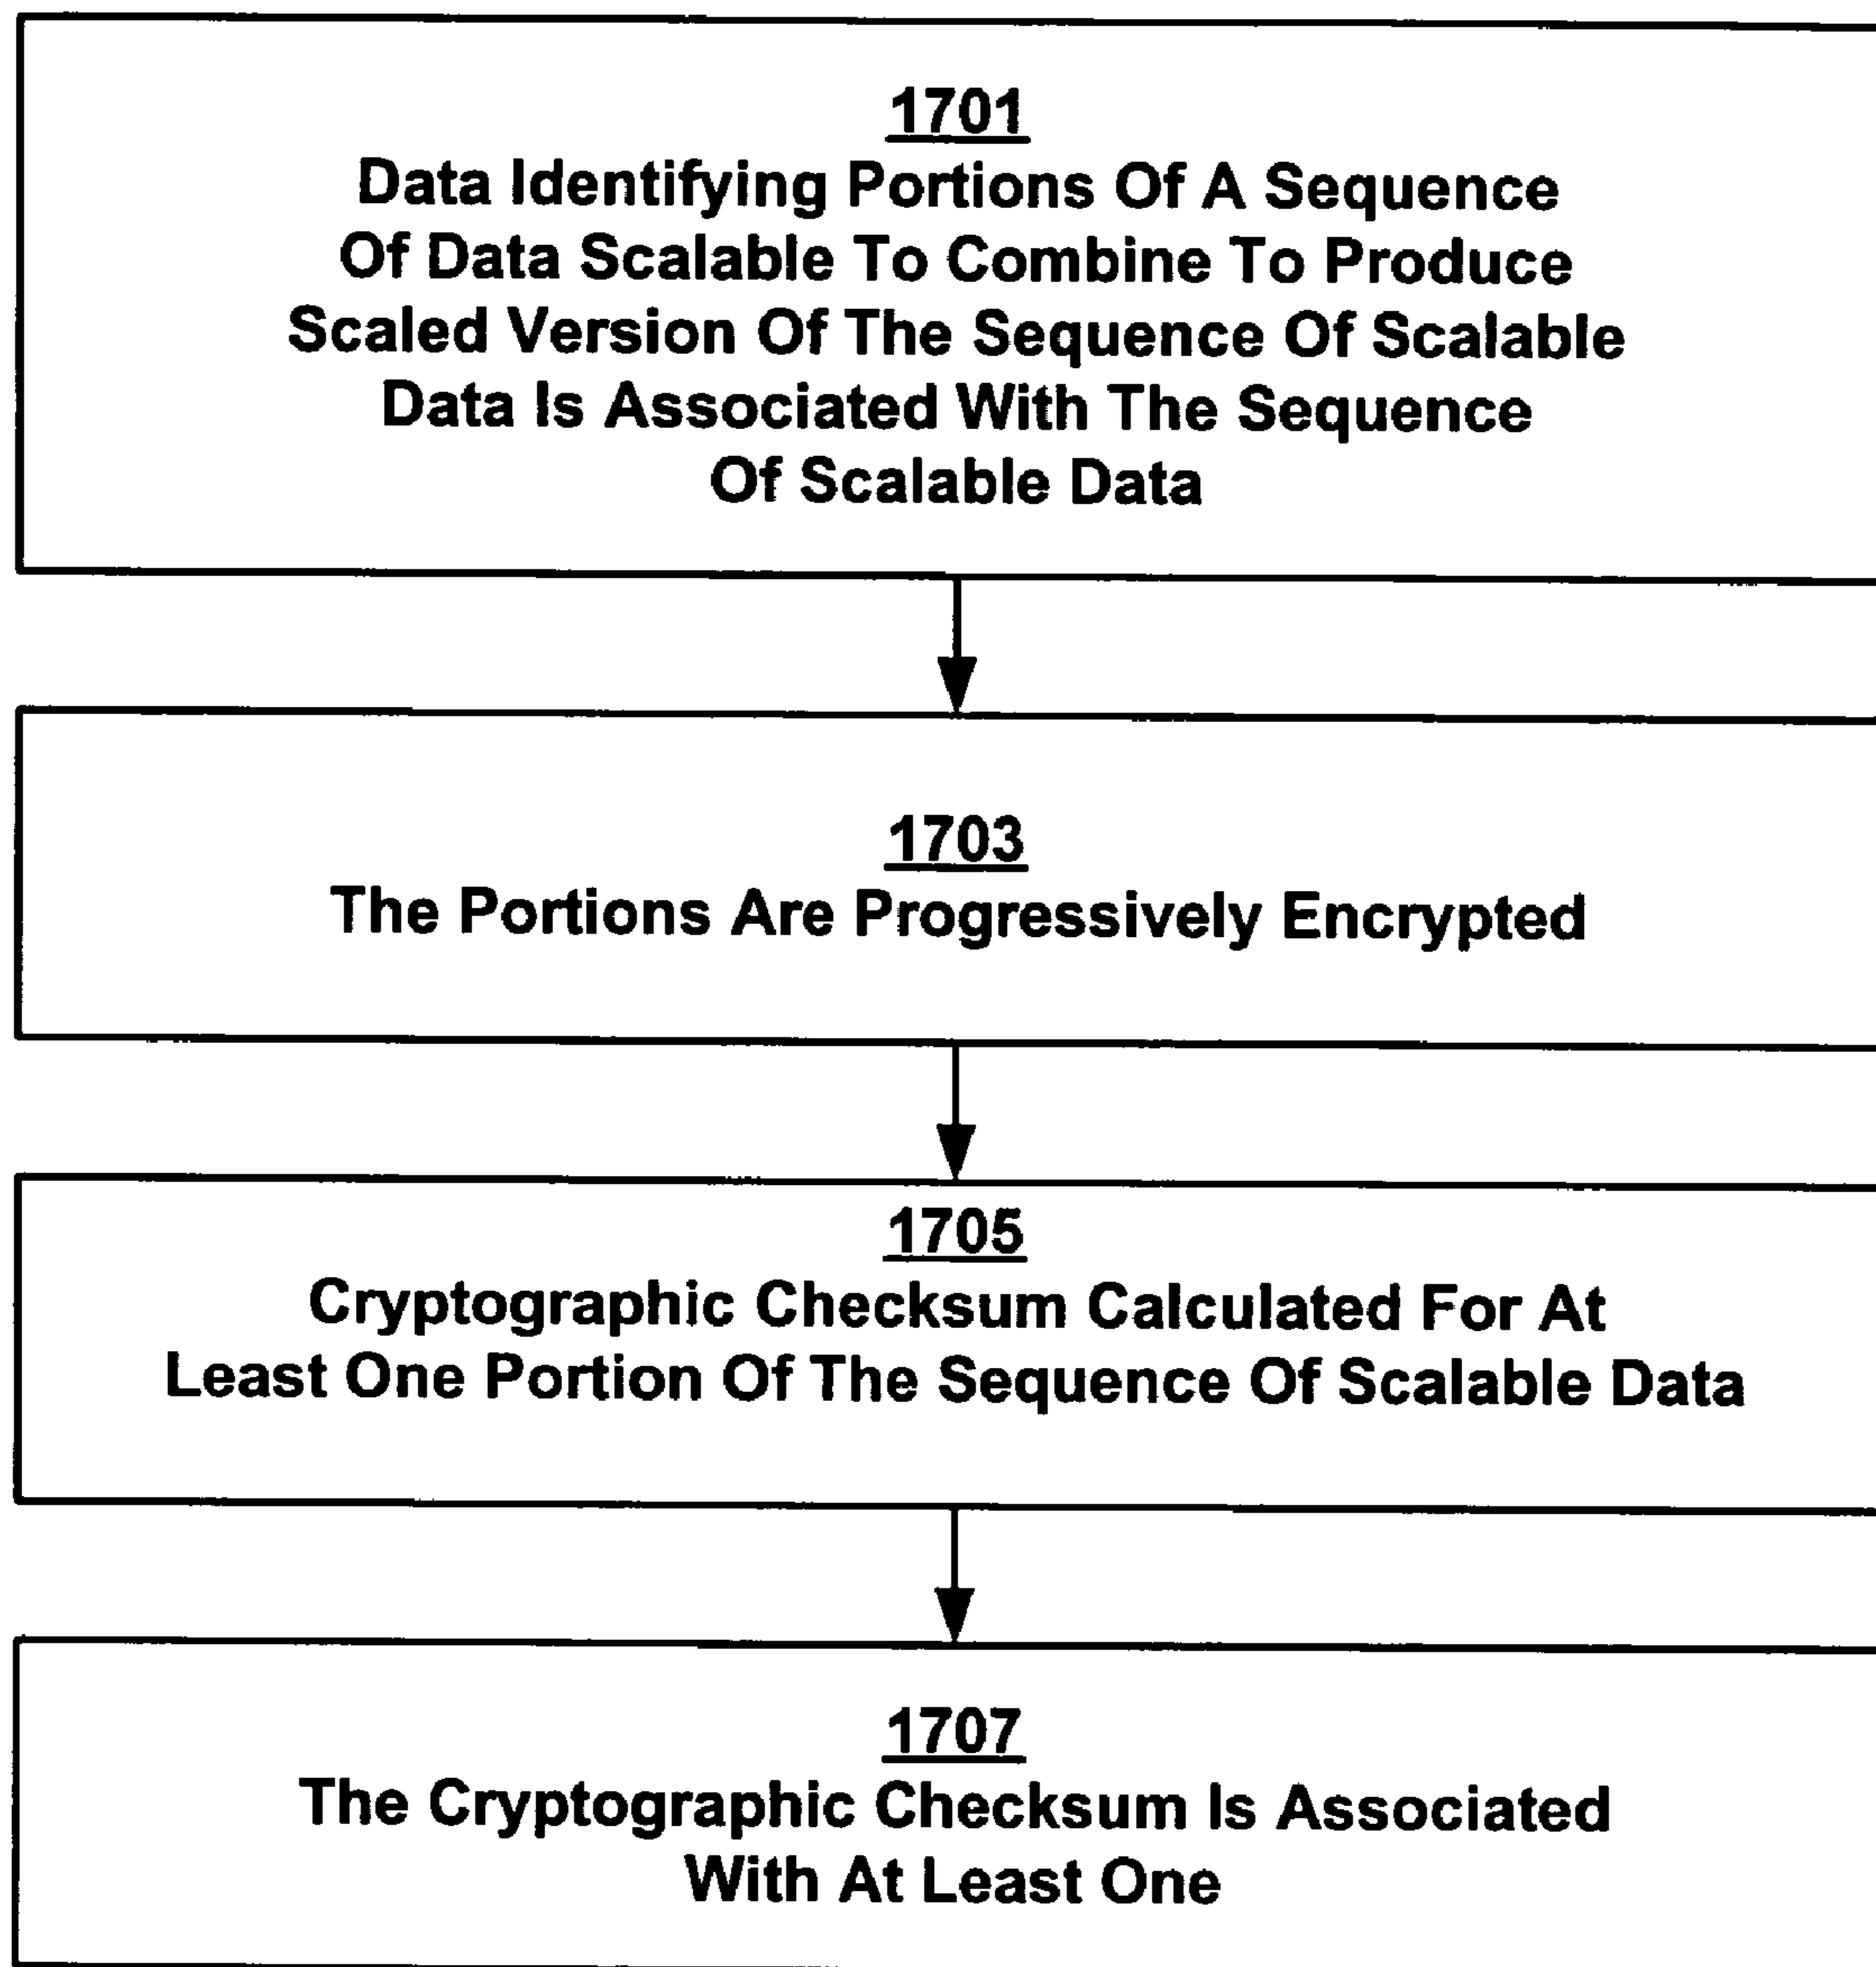 1701
Data Identifying Portions Of A Sequence
Of Data Scalable To Combine To Produce
Scaled Version Of The Sequence Of Scalable
Data Is Associated With The Sequence
Of Scalable Data
1703
The Portions Are Progressively Encrypted
1705
Cryptographic Checksum Calculated For At
Least One Portion Of The Sequence Of Scalable Data
1707
The Cryptographic Checksum Is Associated
With At Least One